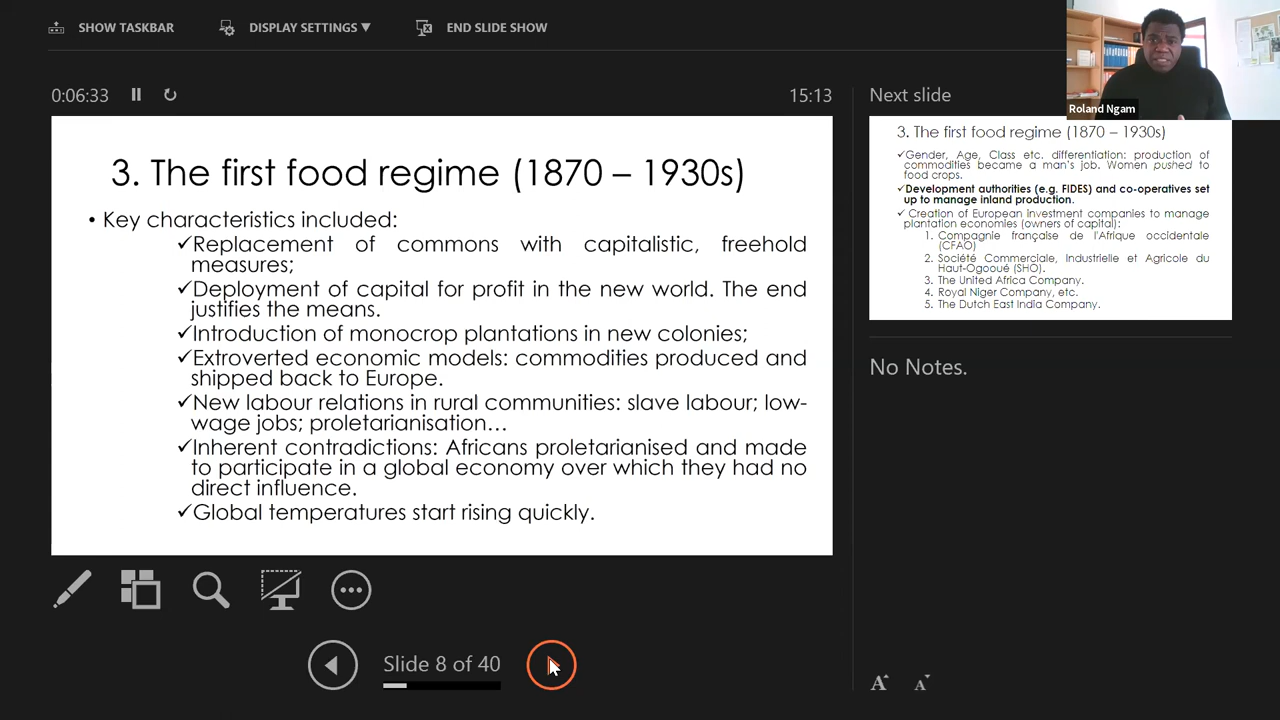 SHOW TASKBAR
DISPLAY SETTINGS ▼
END SLIDE SHOW
Roland Ngam
0:06:33
15:13
3. The first food regime (1870 – 1930s)
• Key characteristics included:
✓Replacement of commons with capitalistic, freehold
measures;
✓Deployment of capital for profit in the new world. The end
justifies the means.
✓Introduction of monocrop plantations in new colonies;
✓Extroverted economic models: commodities produced and
shipped back to Europe.
✓New labour relations in rural communities: slave labour; low-
wage jobs; proletarianisation…
✓Inherent contradictions: Africans proletarianised and made
to participate in a global economy over which they had no
direct influence.
✓Global temperatures start rising quickly.
Slide 8 of 40
Next slide
3. The first food regime (1870 – 1930s)
✓Gender, Age, Class etc. differentiation: production of
commodities became a man's job. Women pushed to
food crops.
✓Development authorities (e.g. FIDES) and co-operatives set
up to manage inland production.
✓ Creation of European investment companies to manage
plantation economies (owners of capital):
1. Compagnie française de l'Afrique occidentale
(CFAO)
2. Société Commerciale, Industrielle et Agricole du
Haut-Ogooué (SHO).
3. The United Africa Company.
4. Royal Niger Company, etc.
5. The Dutch East India Company.
No Notes.
A A